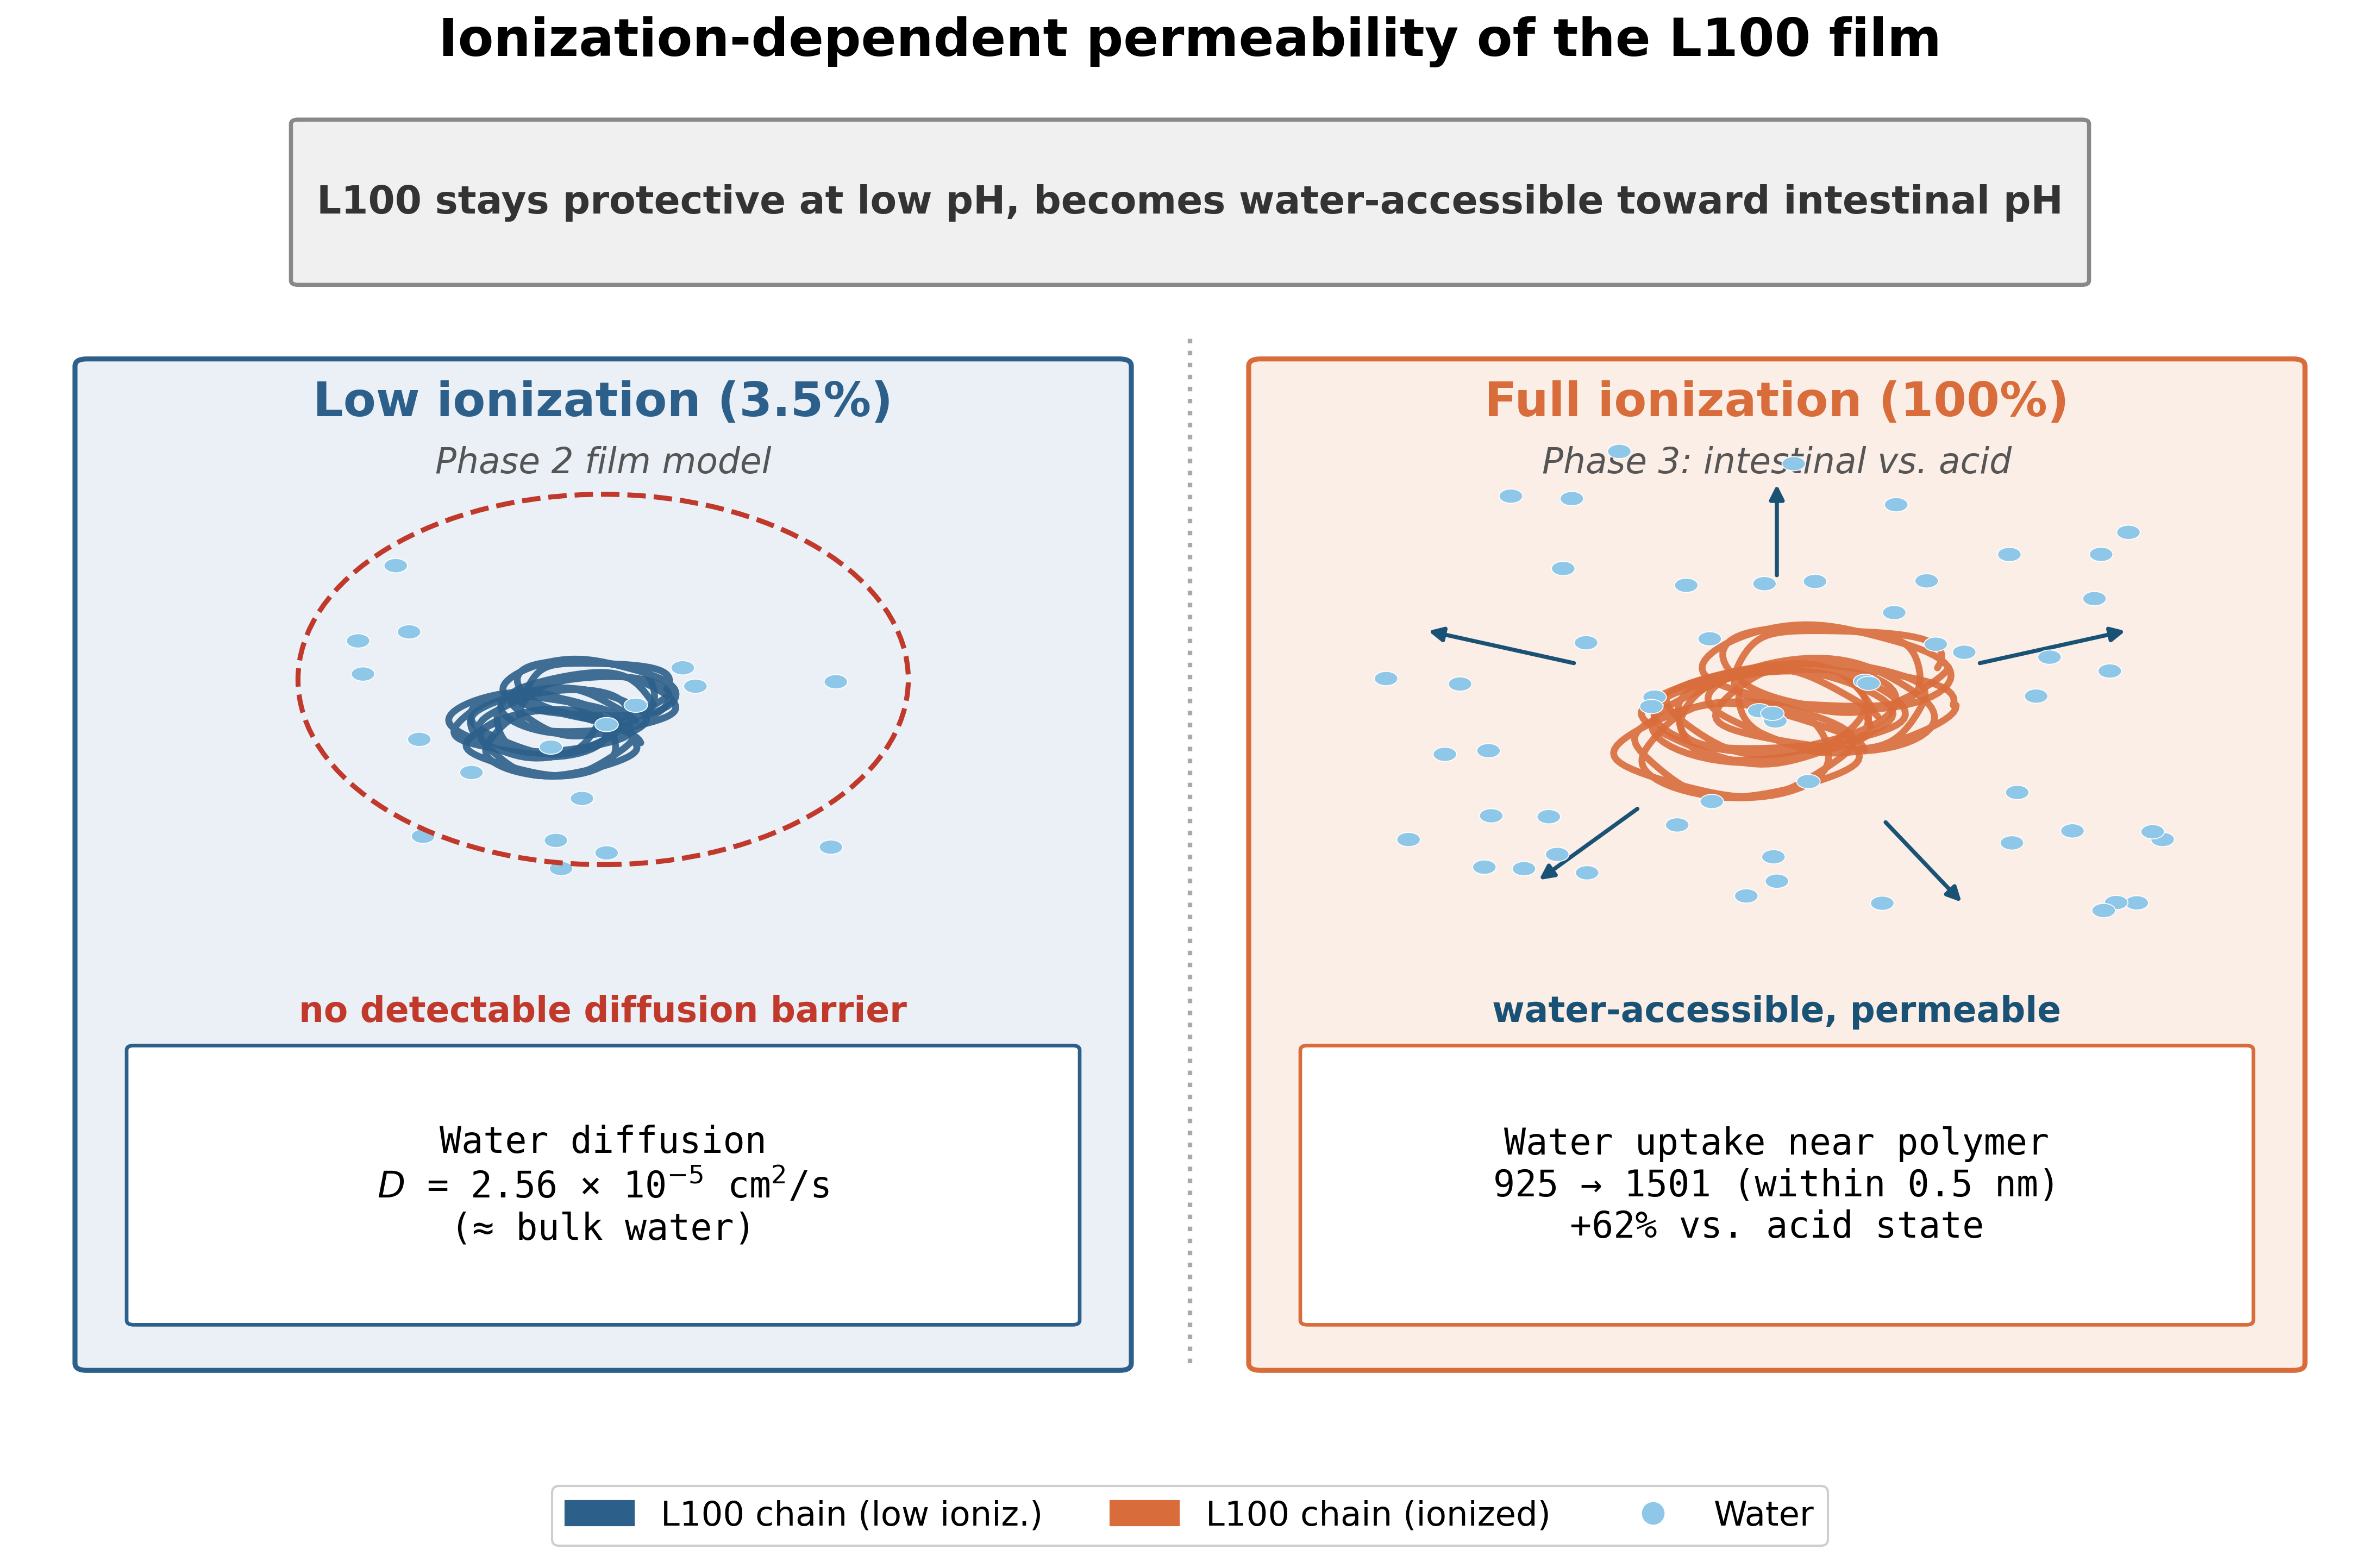 Ionization-dependent permeability of the L100 film
L100 stays protective at low pH, becomes water-accessible toward intestinal pH
Low ionization (3.5%)
Phase 2 film model
no detectable diffusion barrier
Water diffusion
D = 2.56 × 10⁻⁵ cm²/s
(≈ bulk water)
Full ionization (100%)
Phase 3: intestinal vs. acid
water-accessible, permeable
Water uptake near polymer
925 → 1501 (within 0.5 nm)
+62% vs. acid state
L100 chain (low ioniz.)
L100 chain (ionized)
Water